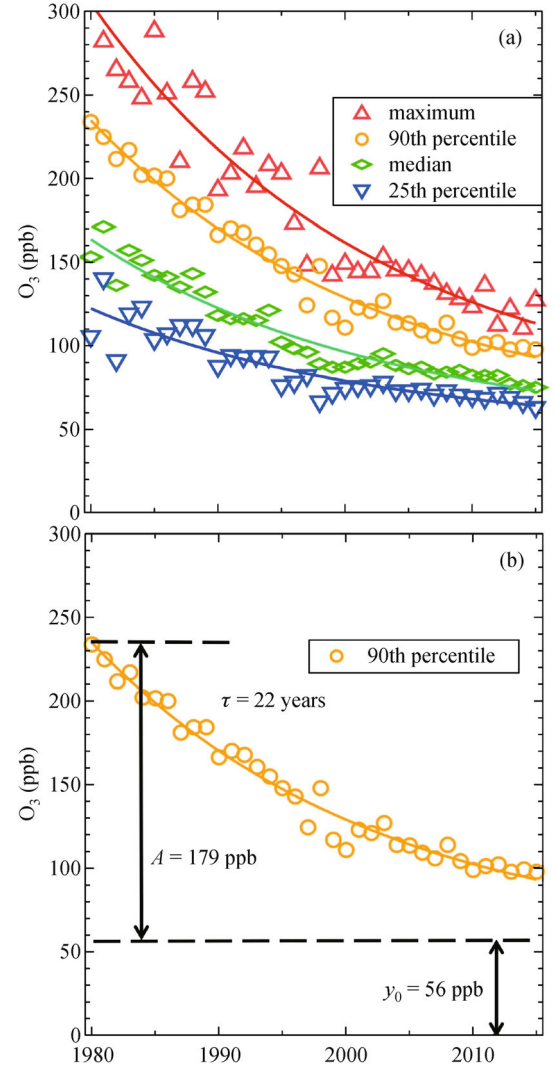 300
(a)
250
200
150
100
50
0
O₃ (ppb)
maximum
90th percentile
median
25th percentile
300
(b)
250
200
150
100
50
0
O₃ (ppb)
90th percentile
τ = 22 years
A = 179 ppb
y₀ = 56 ppb
1980 1990 2000 2010